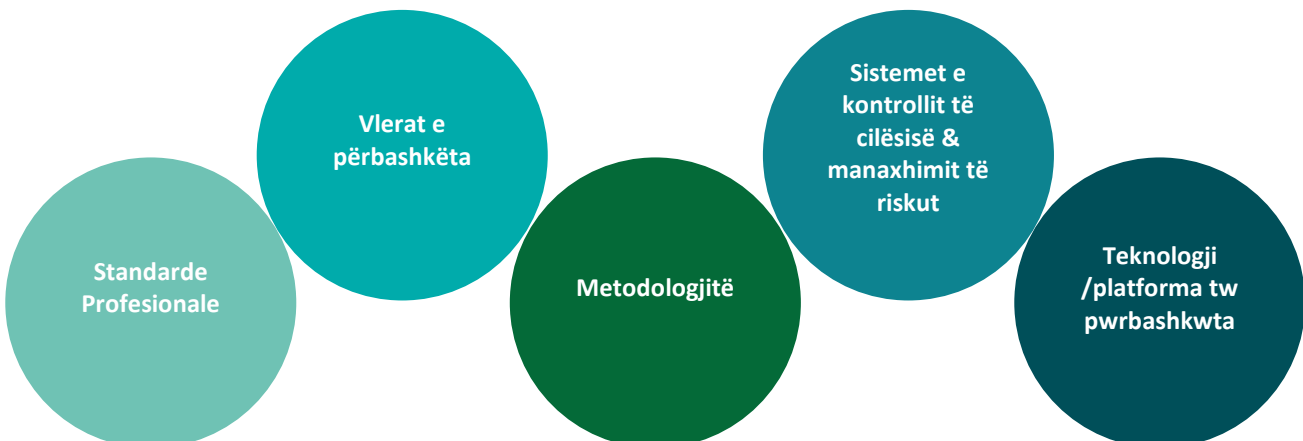 Standarde
Profesionale
Vlerat e
përbashkëta
Metodologjitë
Sistemet e
kontrollit të
cilësisë &
manaxhimit të
riskut
Teknologji
/platforma tw
pwrbashkwta